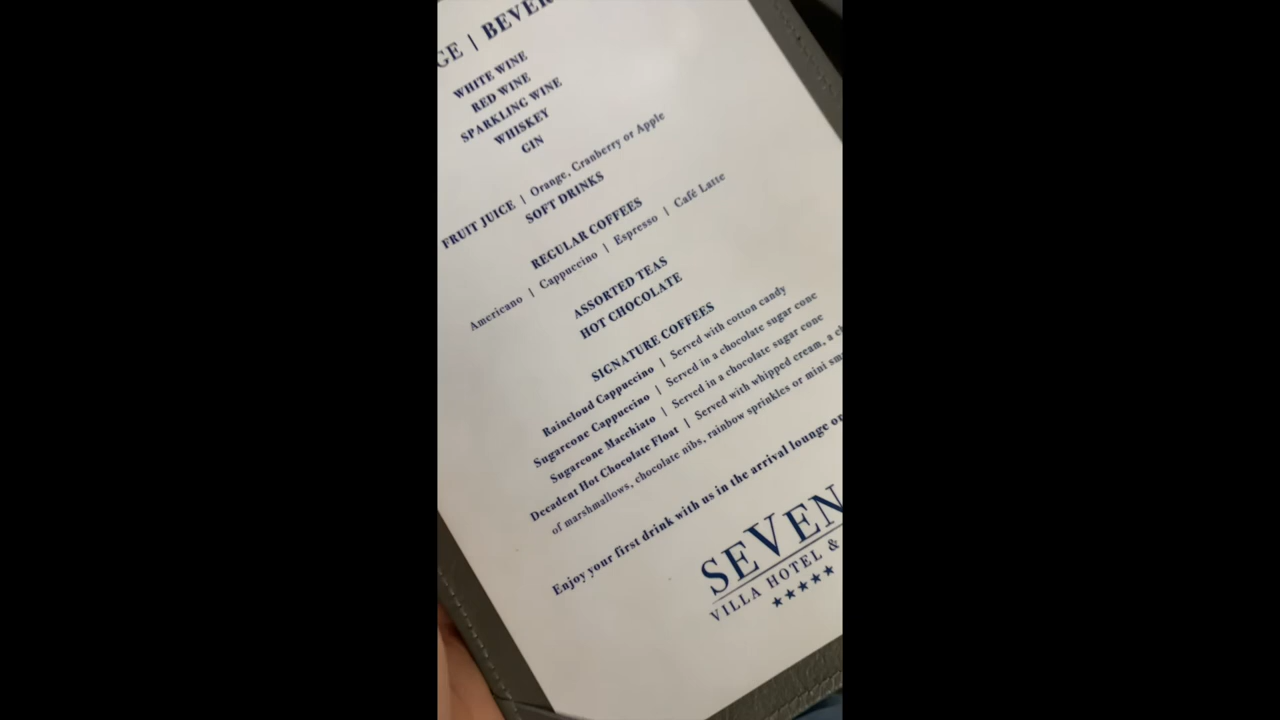 GE | BEVER
WHITE WINE
RED WINE
SPARKLING WINE
WHISKEY
GIN
FRUIT JUICE | Orange, Cranberry or Apple
SOFT DRINKS
REGULAR COFFEES
Americano | Cappuccino | Espresso | Café Latte
ASSORTED TEAS
HOT CHOCOLATE
SIGNATURE COFFEES
Raincloud Cappuccino | Served with cotton candy
Sugarcone Cappuccino | Served in a chocolate sugar cone
Sugarcone Macchiato | Served in a chocolate sugar cone
Decadent Hot Chocolate Float | Served with whipped cream, a
of marshmallows, chocolate nibs, rainbow sprinkles or mini
Enjoy your first drink with us in the arrival lounge
SEVEN
VILLA HOTEL &